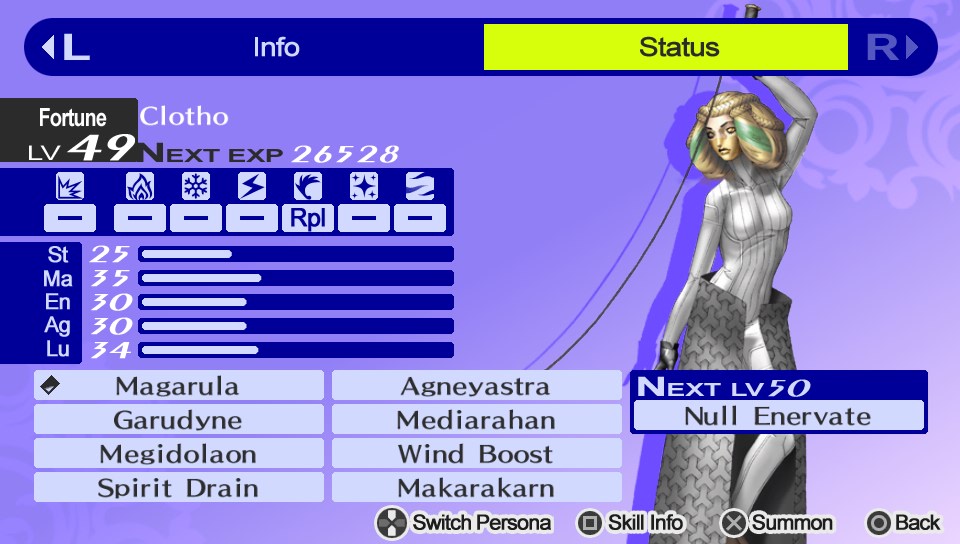 L Info Status R
Fortune Clotho
LV 49 NEXT EXP 26528
– – – – Rpl – –
St 25
Ma 35
En 30
Ag 30
Lu 34
Magarula Agneyastra NEXT LV 50
Garudyne Mediarahan Null Enervate
Megidolaon Wind Boost
Spirit Drain Makarakarn
Switch Persona Skill Info Summon Back